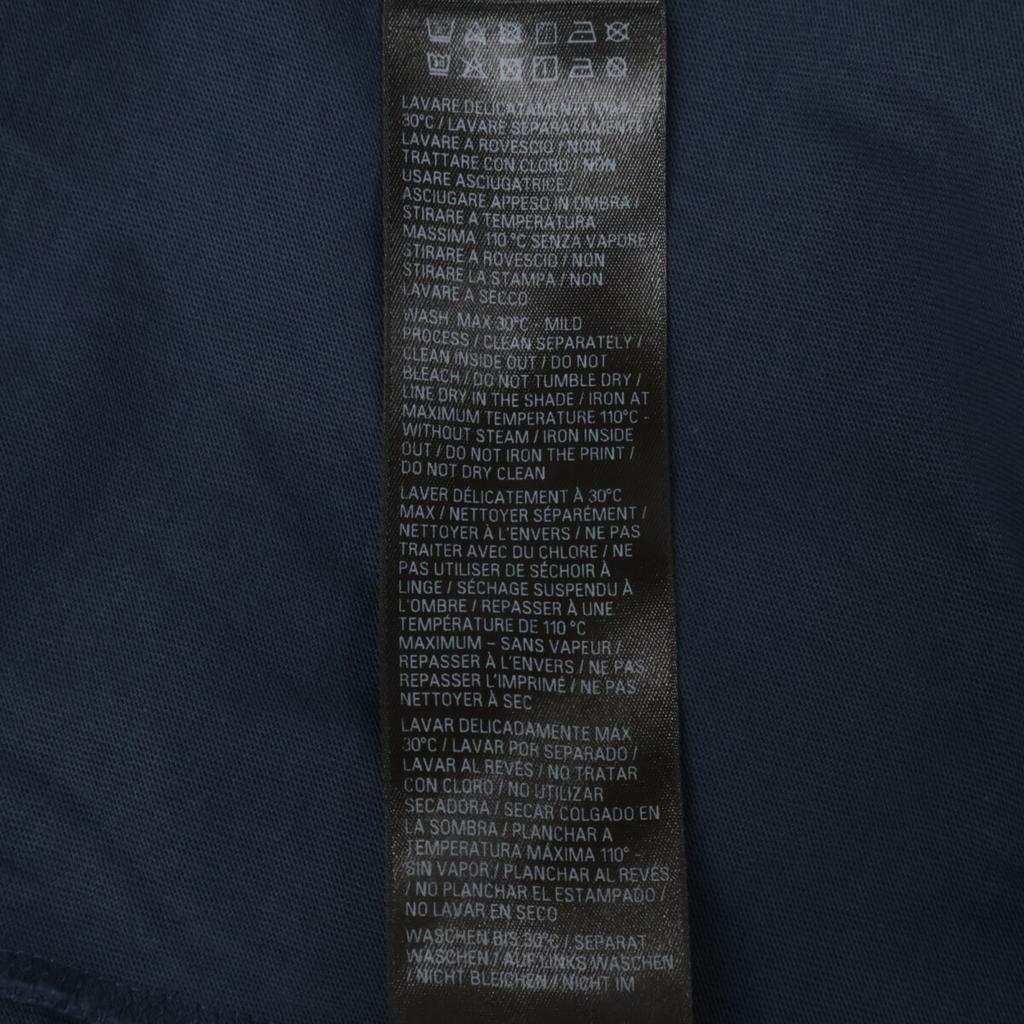 LAVARE DELICATAMENTE MAX
30°C / LAVARE SEPARATAMENTE
LAVARE A ROVESCIO / NON
TRATTARE CON CLORO / NON
USARE ASCIUGATRICE /
ASCIUGARE APPESO IN OMBRA /
STIRARE A TEMPERATURA
MASSIMA 110 °C SENZA VAPORE /
STIRARE A ROVESCIO / NON
STIRARE LA STAMPA / NON
LAVARE A SECCO
WASH MAX 30°C - MILD
PROCESS / CLEAN SEPARATELY /
CLEAN INSIDE OUT / DO NOT
BLEACH / DO NOT TUMBLE DRY /
LINE DRY IN THE SHADE / IRON AT
MAXIMUM TEMPERATURE 110°C -
WITHOUT STEAM / IRON INSIDE
OUT / DO NOT IRON THE PRINT /
DO NOT DRY CLEAN
LAVER DÉLICATEMENT À 30°C
MAX / NETTOYER SÉPARÉMENT /
NETTOYER À L'ENVERS / NE PAS
TRAITER AVEC DU CHLORE / NE
PAS UTILISER DE SÉCHOIR À
LINGE / SÉCHAGE SUSPENDU À
L'OMBRE / REPASSER À UNE
TEMPÉRATURE DE 110 °C
MAXIMUM – SANS VAPEUR /
REPASSER À L'ENVERS / NE PAS
REPASSER L'IMPRIMÉ / NE PAS
NETTOYER À SEC
LAVAR DELICADAMENTE MÁX
30°C / LAVAR POR SEPARADO /
LAVAR AL REVÉS / NO TRATAR
CON CLORO / NO UTILIZAR
SECADORA / SECAR COLGADO EN
LA SOMBRA / PLANCHAR A
TEMPERATURA MÁXIMA 110° -
SIN VAPOR / PLANCHAR AL REVÉS
/ NO PLANCHAR EL ESTAMPADO /
NO LAVAR EN SECO
WASCHEN BIS 30°C / SEPARAT
WASCHEN / AUF LINKS WASCHEN
/ NICHT BLEICHEN / NICHT IM